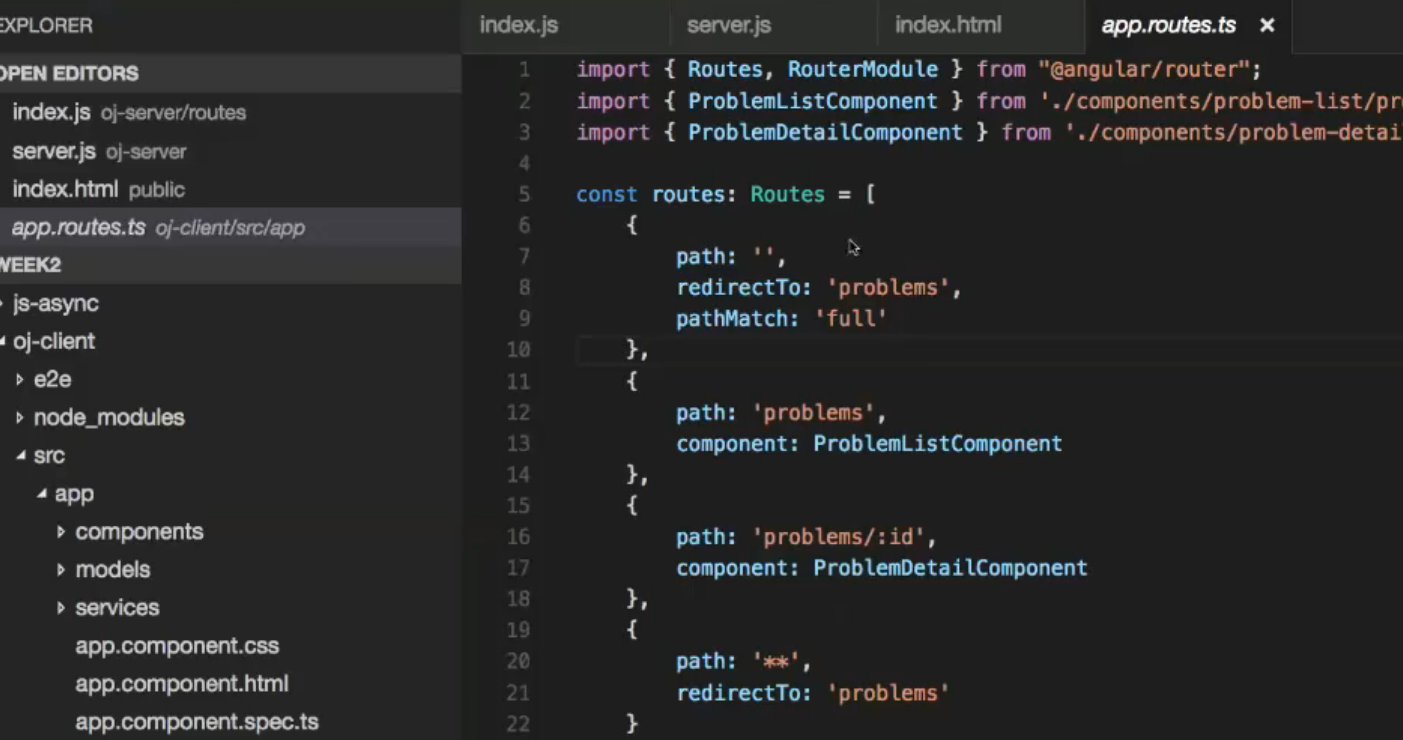 EXPLORER
OPEN EDITORS
index.js oj-server/routes
server.js oj-server
index.html public
app.routes.ts oj-client/src/app
WEEK2
js-async
oj-client
e2e
node_modules
src
app
components
models
services
app.component.css
app.component.html
app.component.spec.ts
index.js server.js index.html app.routes.ts ×
1 import { Routes, RouterModule } from "@angular/router";
2 import { ProblemListComponent } from './components/problem-list/pro
3 import { ProblemDetailComponent } from './components/problem-detai
4
5 const routes: Routes = [
6 {
7 path: '',
8 redirectTo: 'problems',
9 pathMatch: 'full'
10 },
11 {
12 path: 'problems',
13 component: ProblemListComponent
14 },
15 {
16 path: 'problems/:id',
17 component: ProblemDetailComponent
18 },
19 {
20 path: '**',
21 redirectTo: 'problems'
22 }